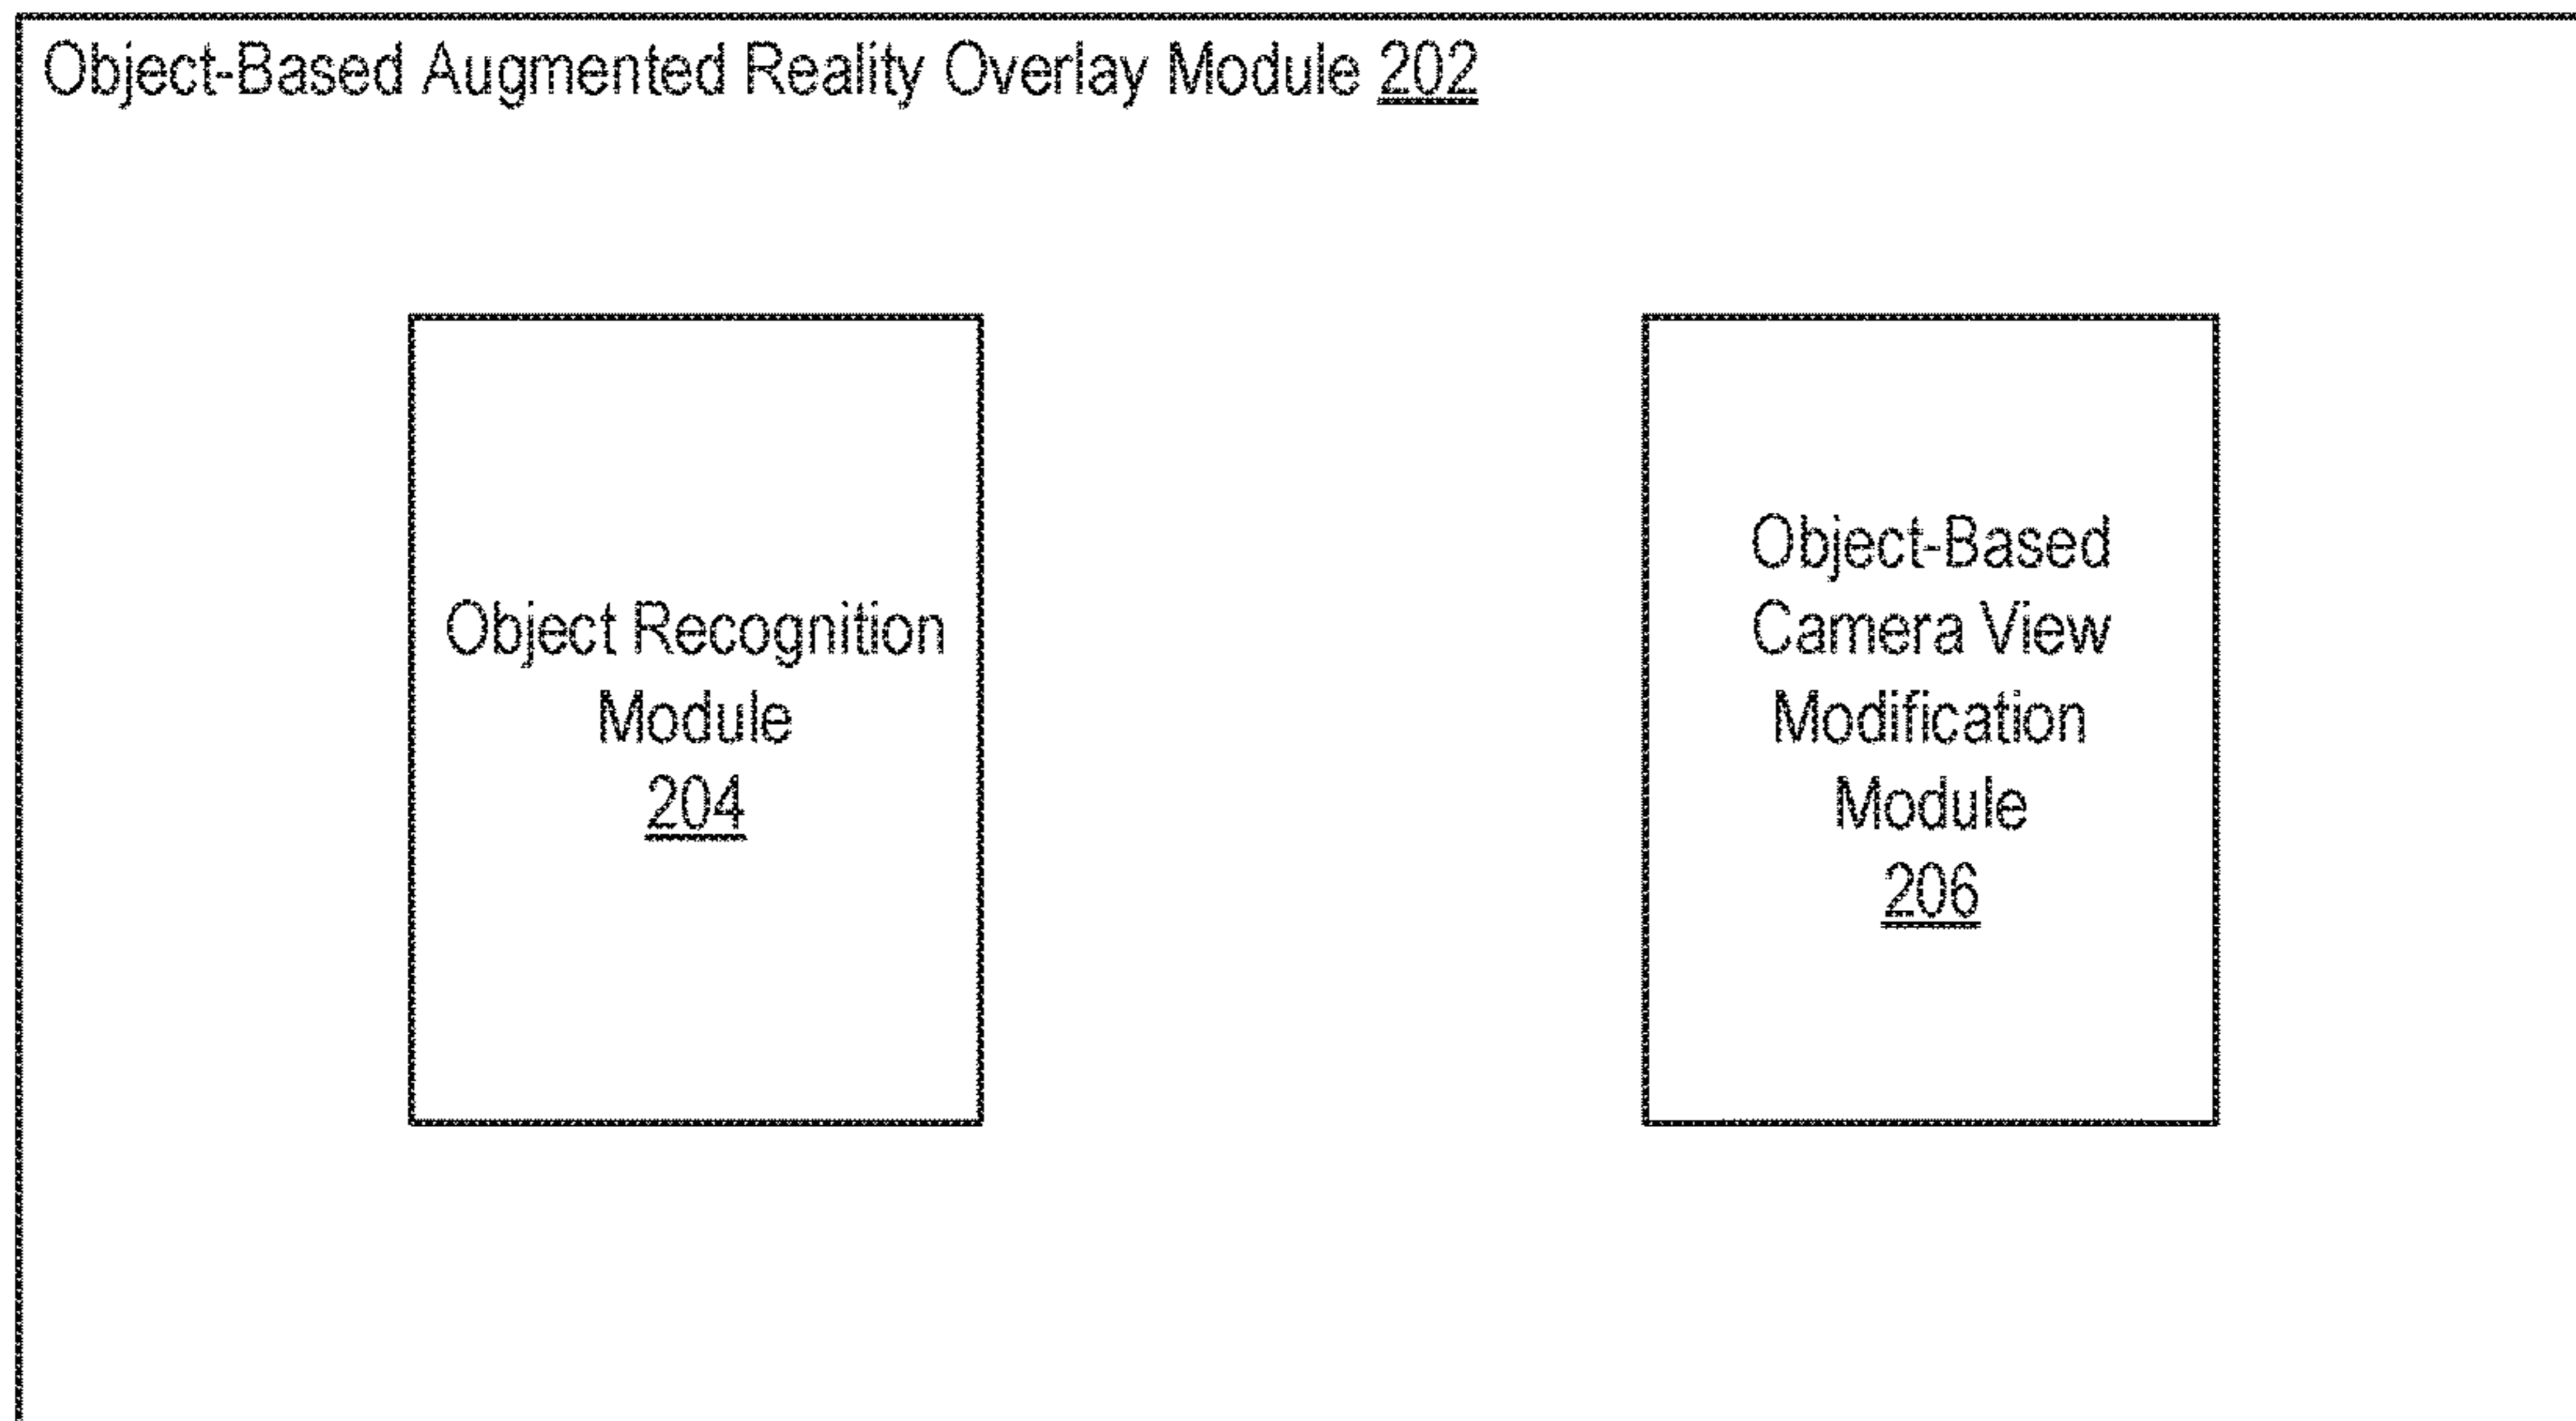 Object-Based Augmented Reality Overlay Module 202
Object Recognition
Module
204
Object-Based
Camera View
Modification
Module
206